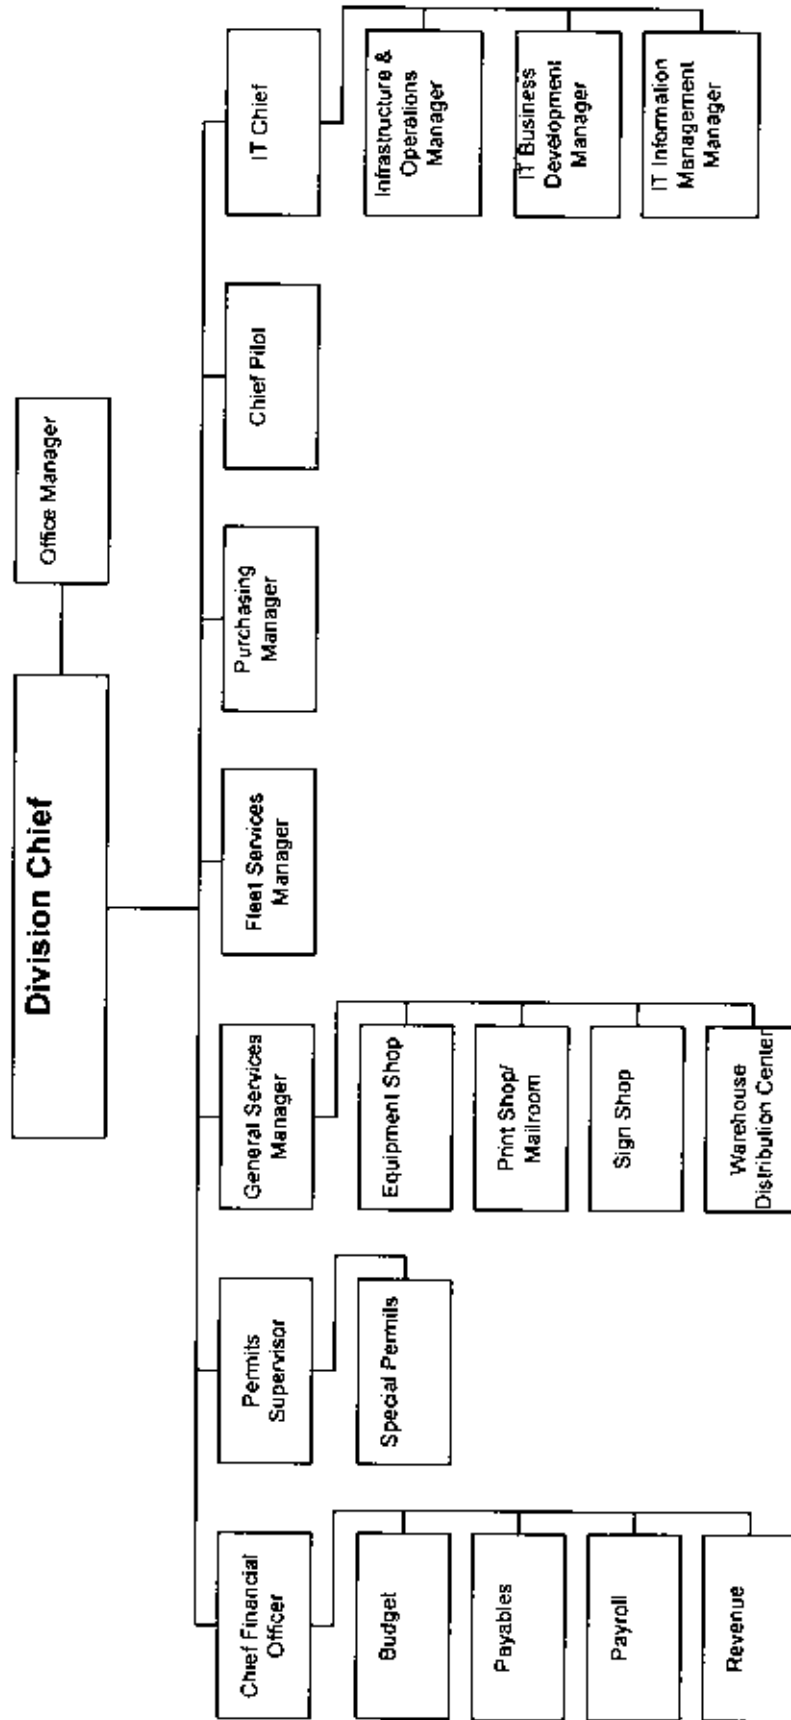 Division Chief
Office Manager
Chief Financial
Officer
Permits
Supervisor
General Services
Manager
Fleet Services
Manager
Purchasing
Manager
Chief Pilot
IT Chief
Budget
Payables
Payroll
Revenue
Special Permits
Equipment Shop
Print Shop/
Mailroom
Sign Shop
Warehouse
Distribution Center
Infrastructure &
Operations
Manager
IT Business
Development
Manager
IT Information
Management
Manager